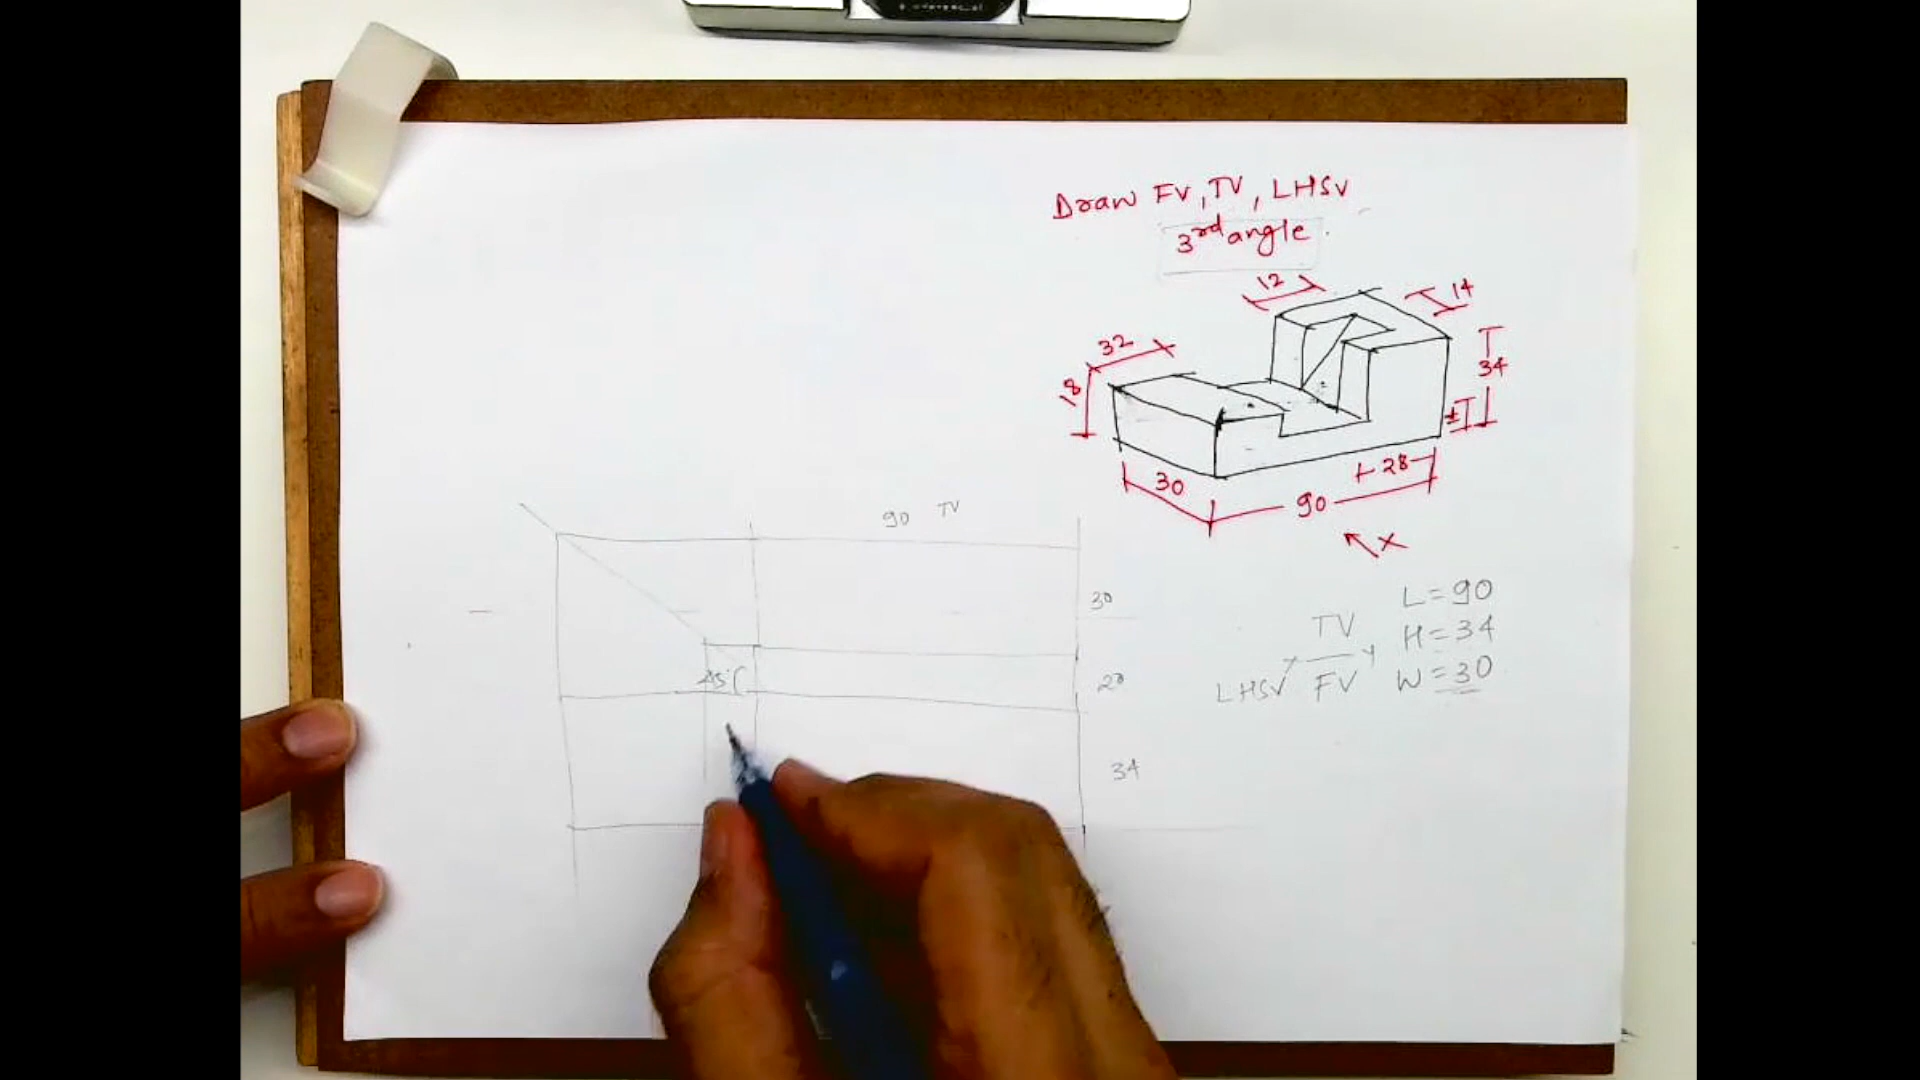 Draw FV, TV, LHSV
3rd angle
12
14
32
18
34
30
28
90
X
90 TV
30
20
34
45°
L=90
TV
H=34
LHSV FV
W=30